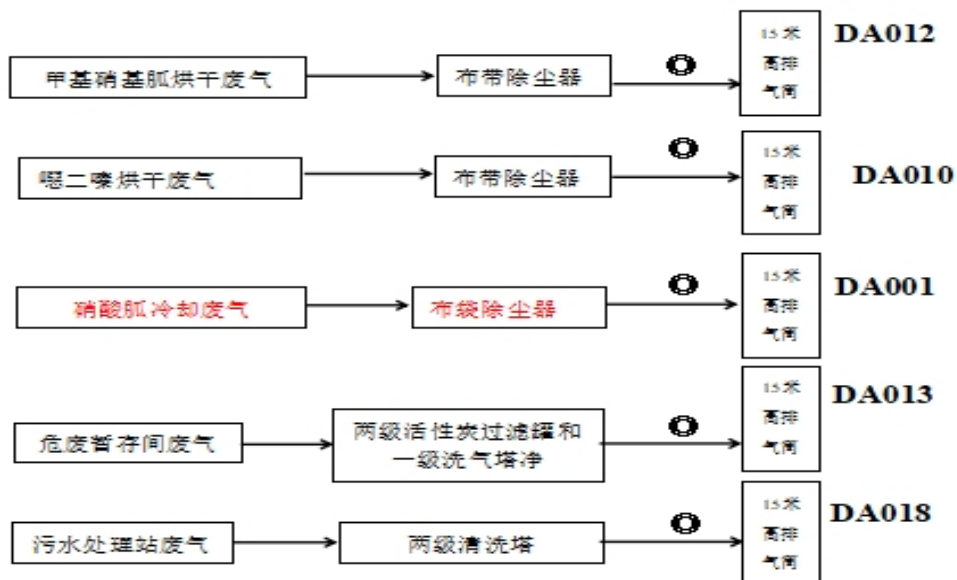 甲基硝基胍烘干废气
布带除尘器
15米
高排
气筒
DA012
噁二嗪烘干废气
布带除尘器
15米
高排
气筒
DA010
硝酸胍冷却废气
布袋除尘器
15米
高排
气筒
DA001
危废暂存间废气
两级活性炭过滤罐和
一级洗气塔净
15米
高排
气筒
DA013
污水处理站废气
两级清洗塔
15米
高排
气筒
DA018